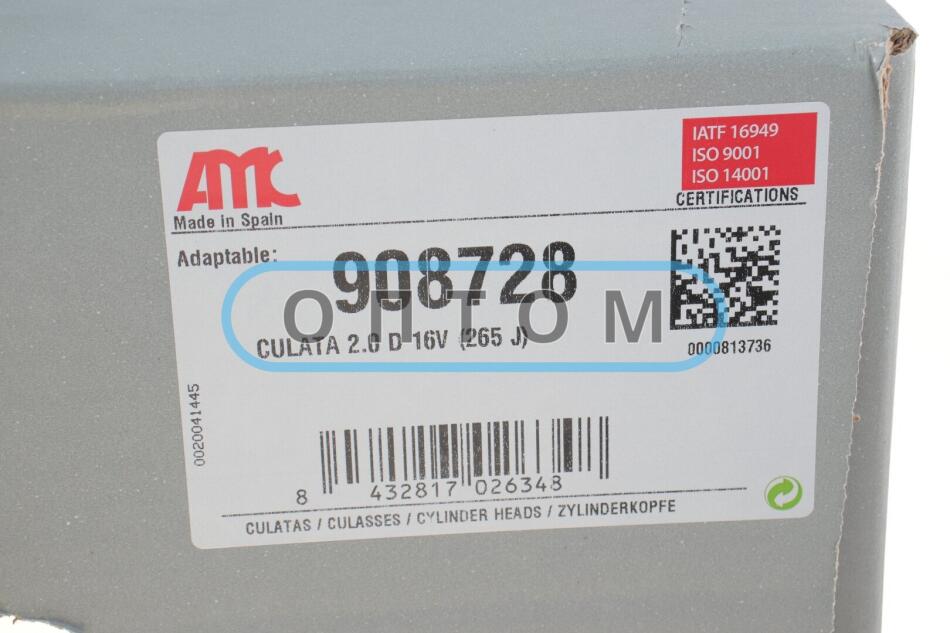 AMC
Made in Spain
IATF 16949
ISO 9001
ISO 14001
CERTIFICATIONS
Adaptable:
908728
ОПТОМ
CULATA 2.0 D 16V (265 J)
0000813736
0020041445
8 432817 026348
CULATAS / CULASSES / CYLINDER HEADS / ZYLINDERKOPFE